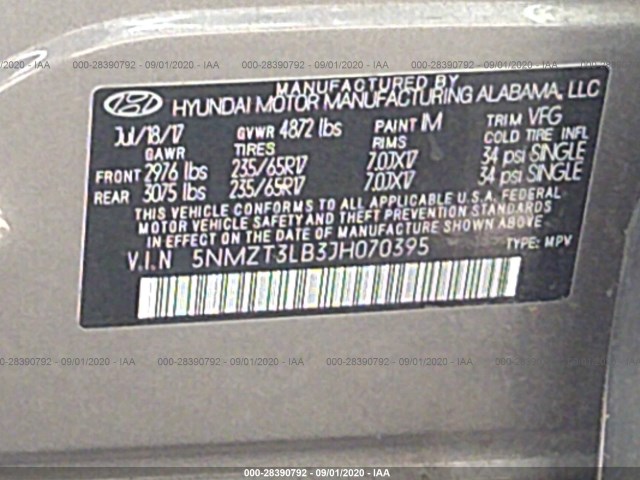 000-28390792 - 09/01/2020 - IAA
MANUFACTURED BY
HYUNDAI MOTOR MANUFACTURING ALABAMA, LLC
Jul/18/17 GVWR 4872 lbs PAINT IM TRIM VFG
GAWR TIRES RIMS COLD TIRE INFL
FRONT 2976 lbs 235/65R17 7.0JX17 34 psi SINGLE
REAR 3075 lbs 235/65R17 7.0JX17 34 psi SINGLE
THIS VEHICLE CONFORMS TO ALL APPLICABLE U.S.A. FEDERAL
MOTOR VEHICLE SAFETY AND THEFT PREVENTION STANDARDS
IN EFFECT ON THE DATE OF MANUFACTURE SHOWN ABOVE
V.I.N 5NMZT3LB3JH070395 TYPE: MPV
000-28390792 - 09/01/2020 - IAA
000-28390792 - 09/01/2020 - IAA